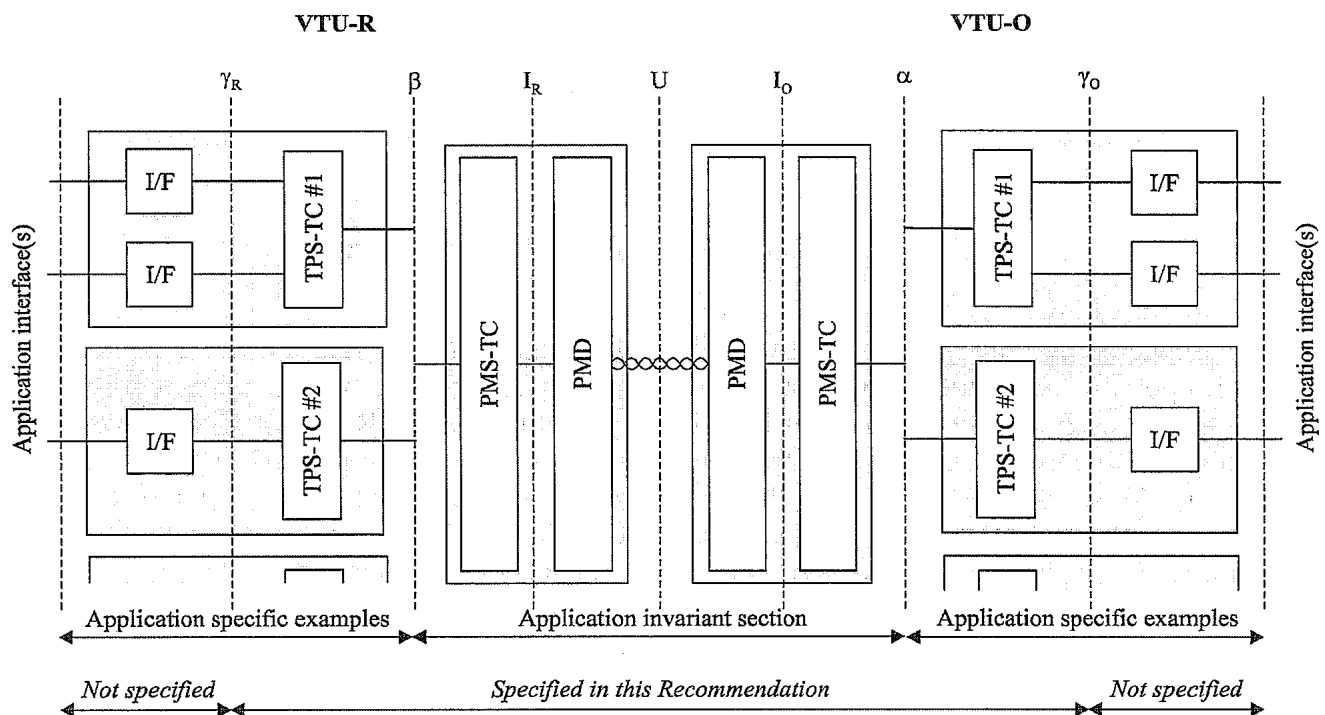 VTU-R VTU-O
γR β IR U IO α γO
I/F TPS-TC #1 TPS-TC #1 I/F
I/F I/F
Application interface(s) PMS-TC PMD PMD PMS-TC Application interface(s)
I/F TPS-TC #2 TPS-TC #2 I/F
Application specific examples Application invariant section Application specific examples
Not specified Specified in this Recommendation Not specified